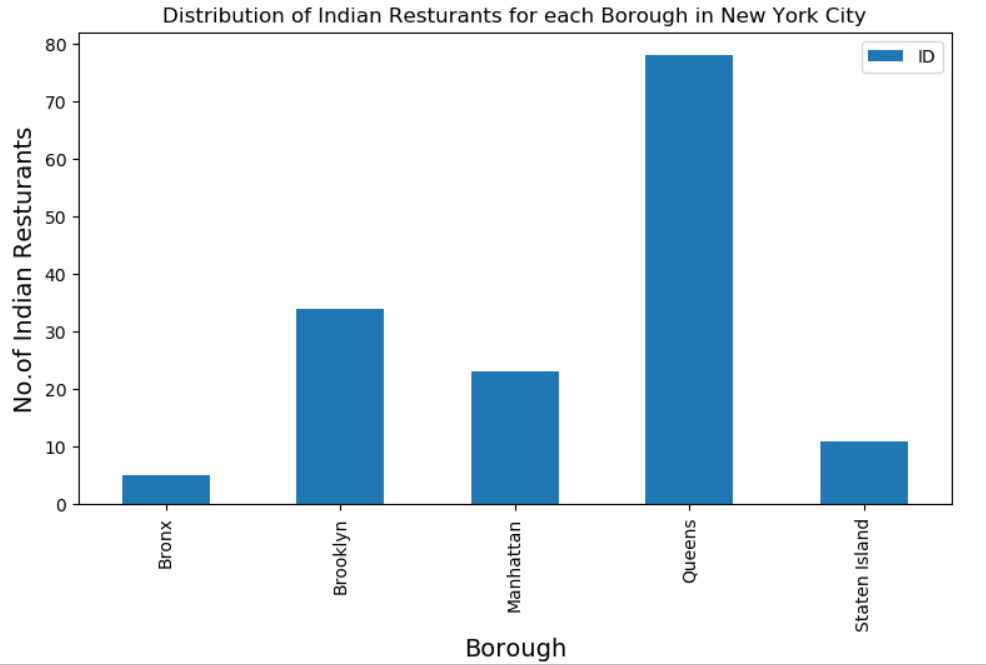 Distribution of Indian Resturants for each Borough in New York City
ID
No.of Indian Resturants
80
70
60
50
40
30
20
10
0
Bronx
Brooklyn
Manhattan
Queens
Staten Island
Borough